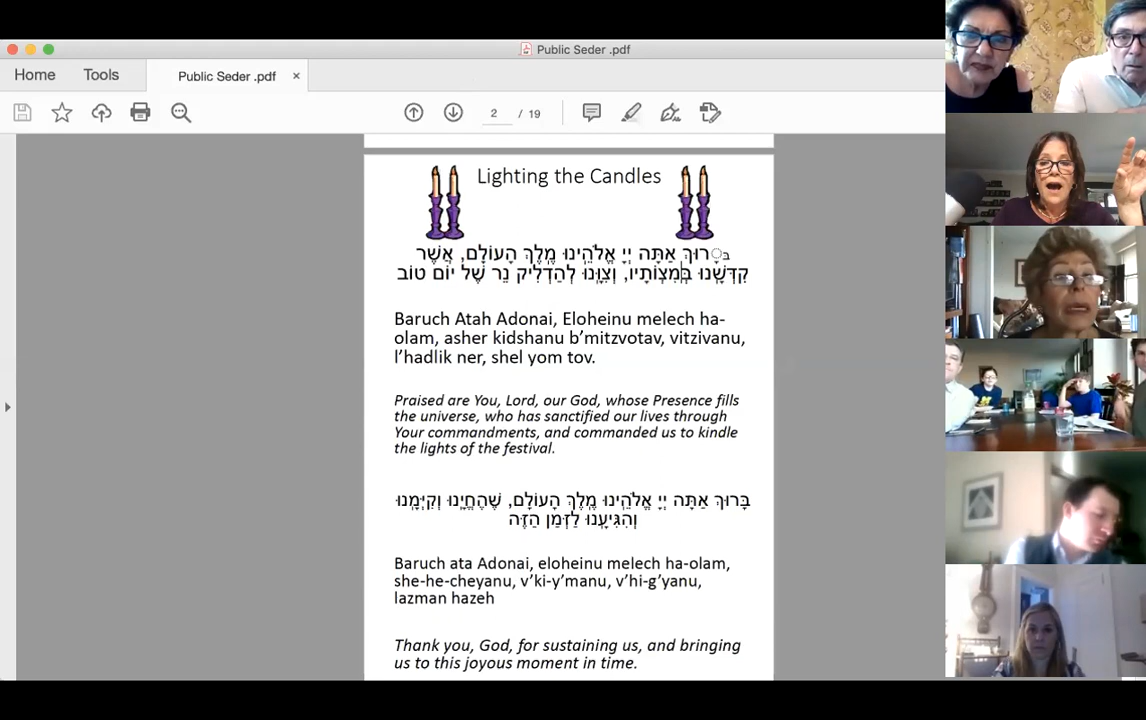 Public Seder .pdf
Home Tools Public Seder .pdf ×
2 / 19
Lighting the Candles
בָּרוּךְ אַתָּה יְיָ אֱלֹהֵינוּ מֶֽלֶךְ הָעוֹלָם, אֲשֶׁר
קִדְּשָֽׁנוּ בְּמִצְוֹתָיו, וְצִוָּֽנוּ לְהַדְלִיק נֵר שֶׁל יוֹם טוֹב
Baruch Atah Adonai, Eloheinu melech ha-
olam, asher kidshanu b’mitzvotav, vitzivanu,
l’hadlik ner, shel yom tov.
Praised are You, Lord, our God, whose Presence fills
the universe, who has sanctified our lives through
Your commandments, and commanded us to kindle
the lights of the festival.
בָּרוּךְ אַתָּה יְיָ אֱלֹהֵֽינוּ מֶֽלֶךְ הָעוֹלָם, שֶׁהֶחֱיָֽנוּ וְקִיְּמָֽנוּ
וְהִגִּיעָֽנוּ לַזְּמַן הַזֶּה
Baruch ata Adonai, eloheinu melech ha-olam,
she-he-cheyanu, v’ki-y’manu, v’hi-g’yanu,
lazman hazeh
Thank you, God, for sustaining us, and bringing
us to this joyous moment in time.